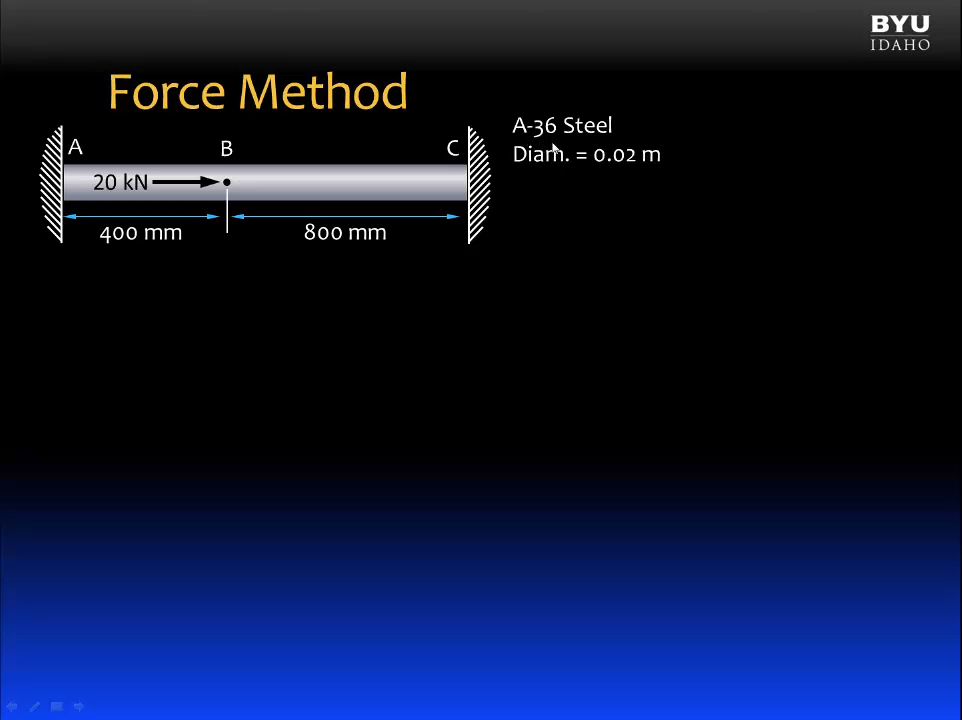 BYU
IDAHO
Force Method
A-36 Steel
Diam. = 0.02 m
A
B
C
20 kN
400 mm
800 mm